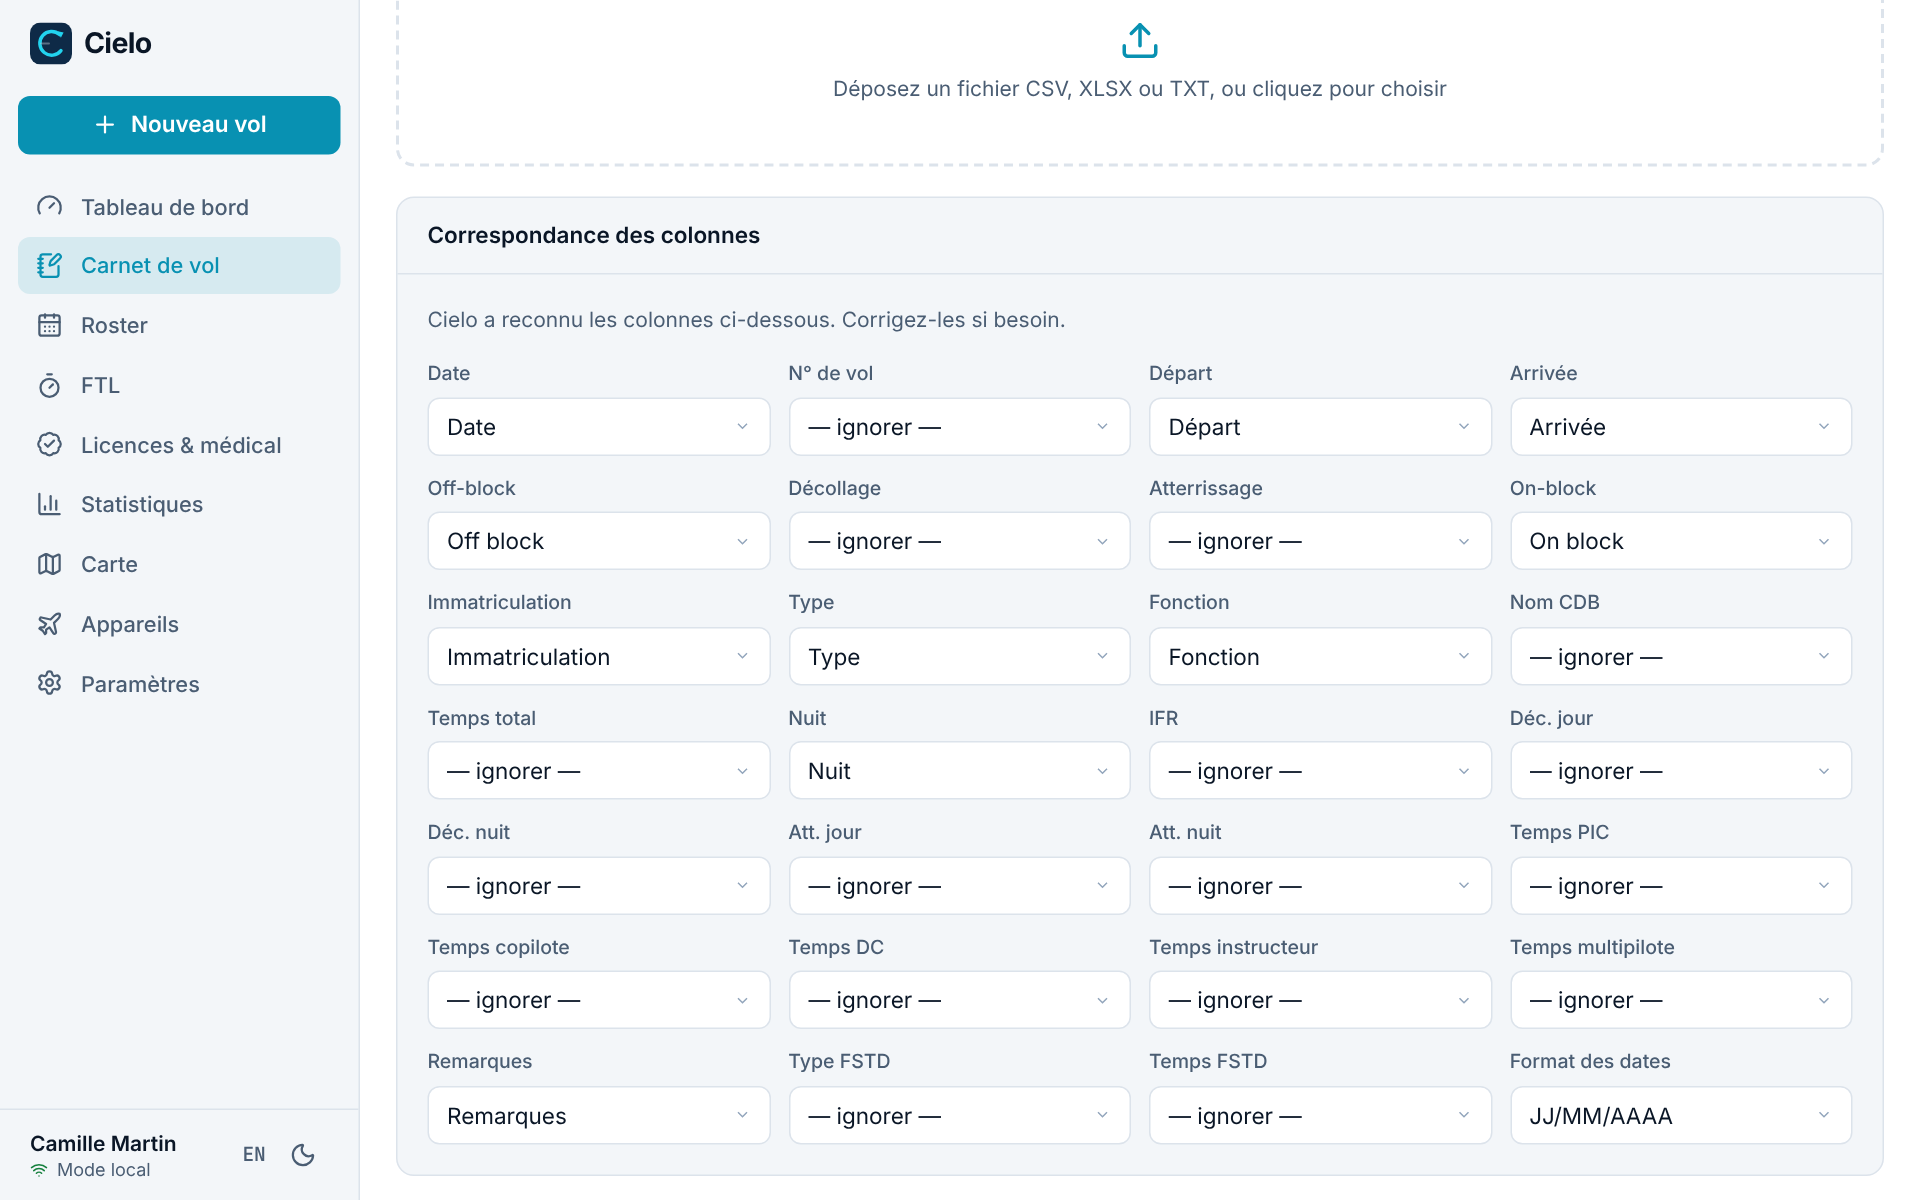 Cielo
Nouveau vol
Tableau de bord
Carnet de vol
Roster
FTL
Licences & médical
Statistiques
Carte
Appareils
Paramètres
Camille Martin
Mode local
EN
Déposez un fichier CSV, XLSX ou TXT, ou cliquez pour choisir
Correspondance des colonnes
Cielo a reconnu les colonnes ci-dessous. Corrigez-les si besoin.
Date N° de vol Départ Arrivée
Date — ignorer — Départ Arrivée
Off-block Décollage Atterrissage On-block
Off block — ignorer — — ignorer — On block
Immatriculation Type Fonction Nom CDB
Immatriculation Type Fonction — ignorer —
Temps total Nuit IFR Déc. jour
— ignorer — Nuit — ignorer — — ignorer —
Déc. nuit Att. jour Att. nuit Temps PIC
— ignorer — — ignorer — — ignorer — — ignorer —
Temps copilote Temps DC Temps instructeur Temps multipilote
— ignorer — — ignorer — — ignorer — — ignorer —
Remarques Type FSTD Temps FSTD Format des dates
Remarques — ignorer — — ignorer — JJ/MM/AAAA